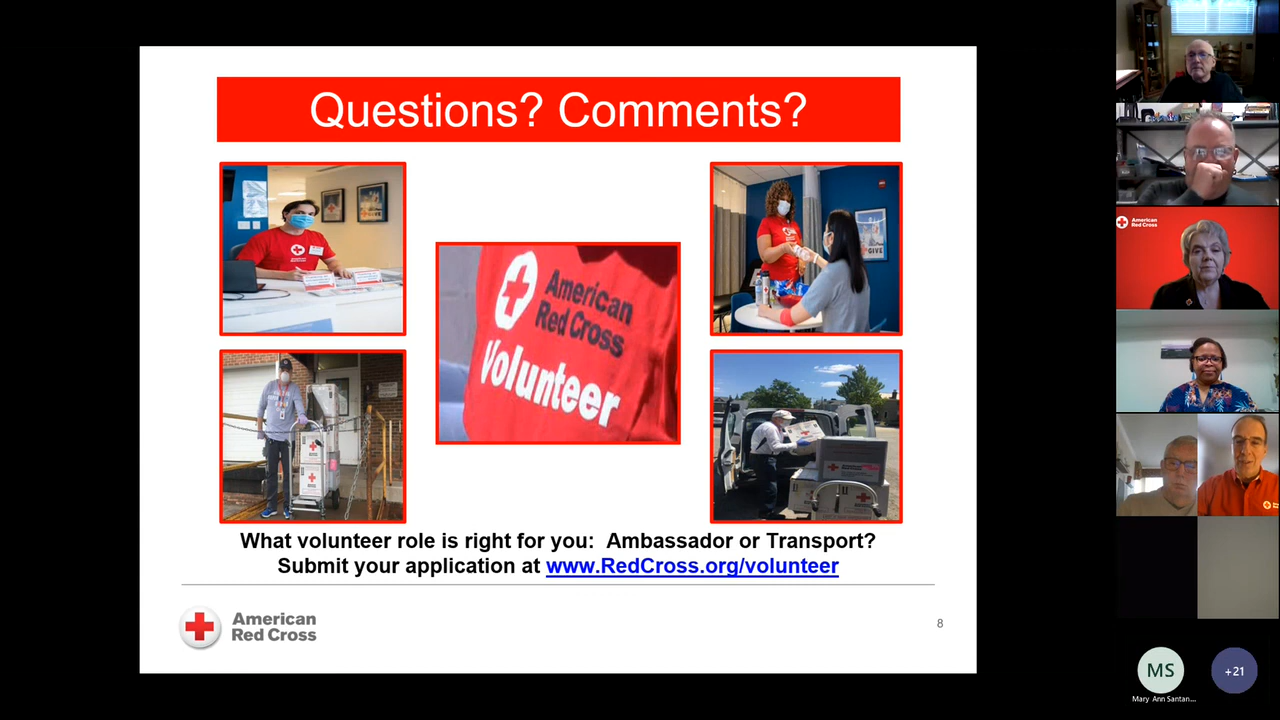 Questions? Comments?
GIVE
GIVE
American
Red Cross
Volunteer
What volunteer role is right for you:  Ambassador or Transport?
Submit your application at www.RedCross.org/volunteer
American
Red Cross
8
American
Red Cross
MS
+21
Mary Ann Santan...